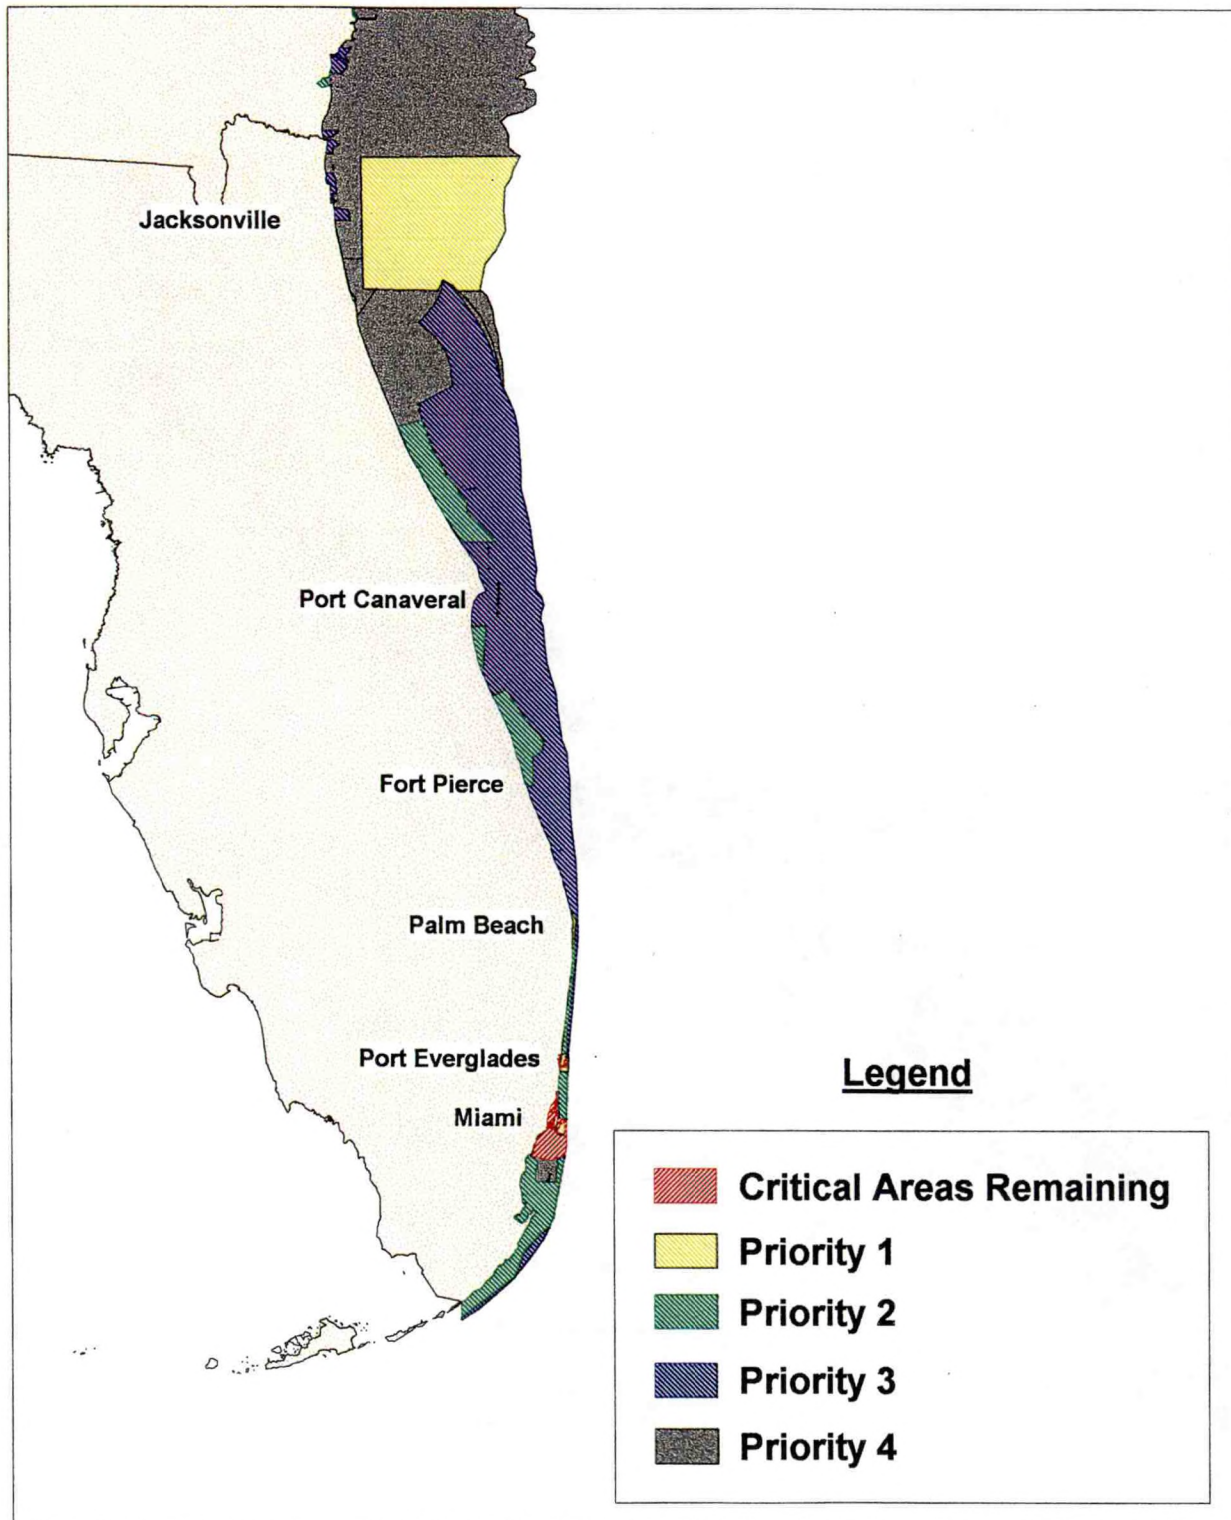 Jacksonville
Port Canaveral
Fort Pierce
Palm Beach
Port Everglades
Miami
Legend
Critical Areas Remaining
Priority 1
Priority 2
Priority 3
Priority 4